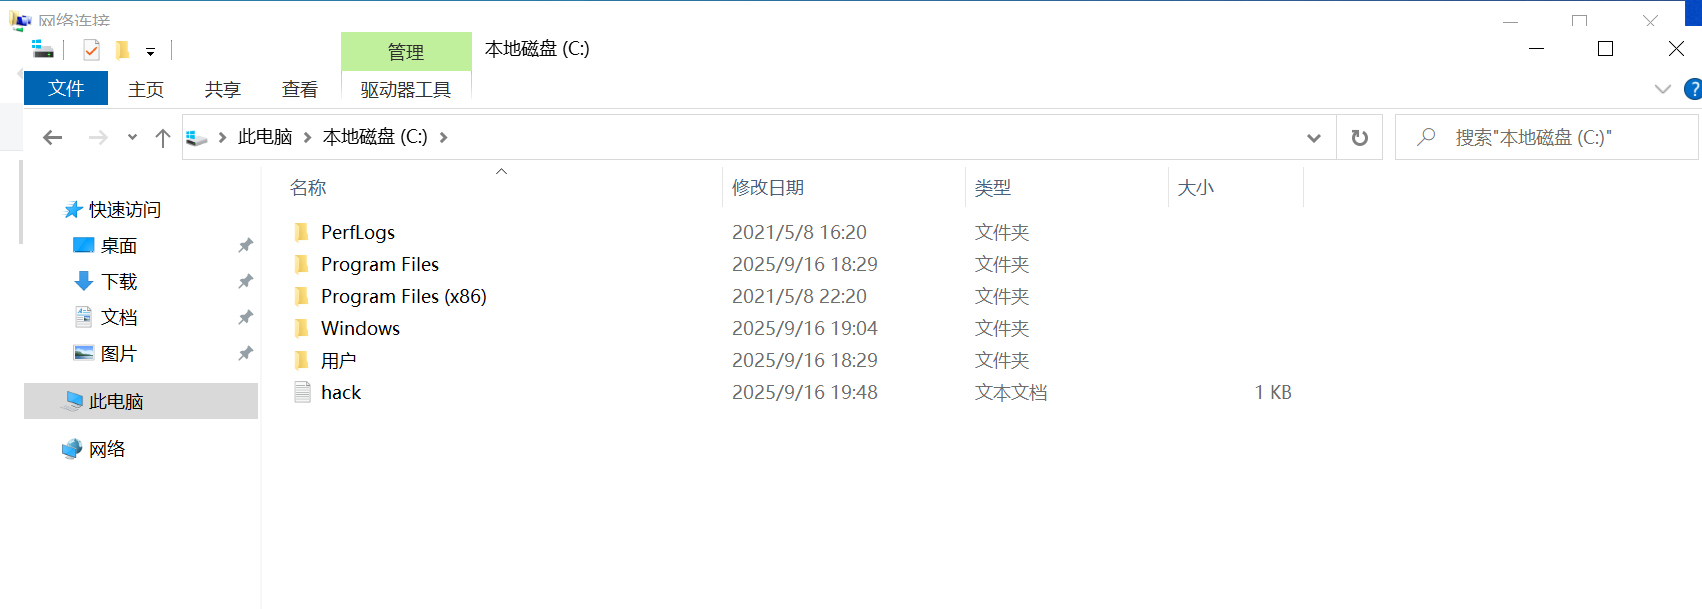 网络连接
管理 本地磁盘 (C:)
文件 主页 共享 查看 驱动器工具 ?
此电脑 本地磁盘 (C:) 搜索"本地磁盘 (C:)"
名称 修改日期 类型 大小
快速访问
桌面
下载
文档
图片
此电脑
网络
PerfLogs 2021/5/8 16:20 文件夹
Program Files 2025/9/16 18:29 文件夹
Program Files (x86) 2021/5/8 22:20 文件夹
Windows 2025/9/16 19:04 文件夹
用户 2025/9/16 18:29 文件夹
hack 2025/9/16 19:48 文本文档 1 KB